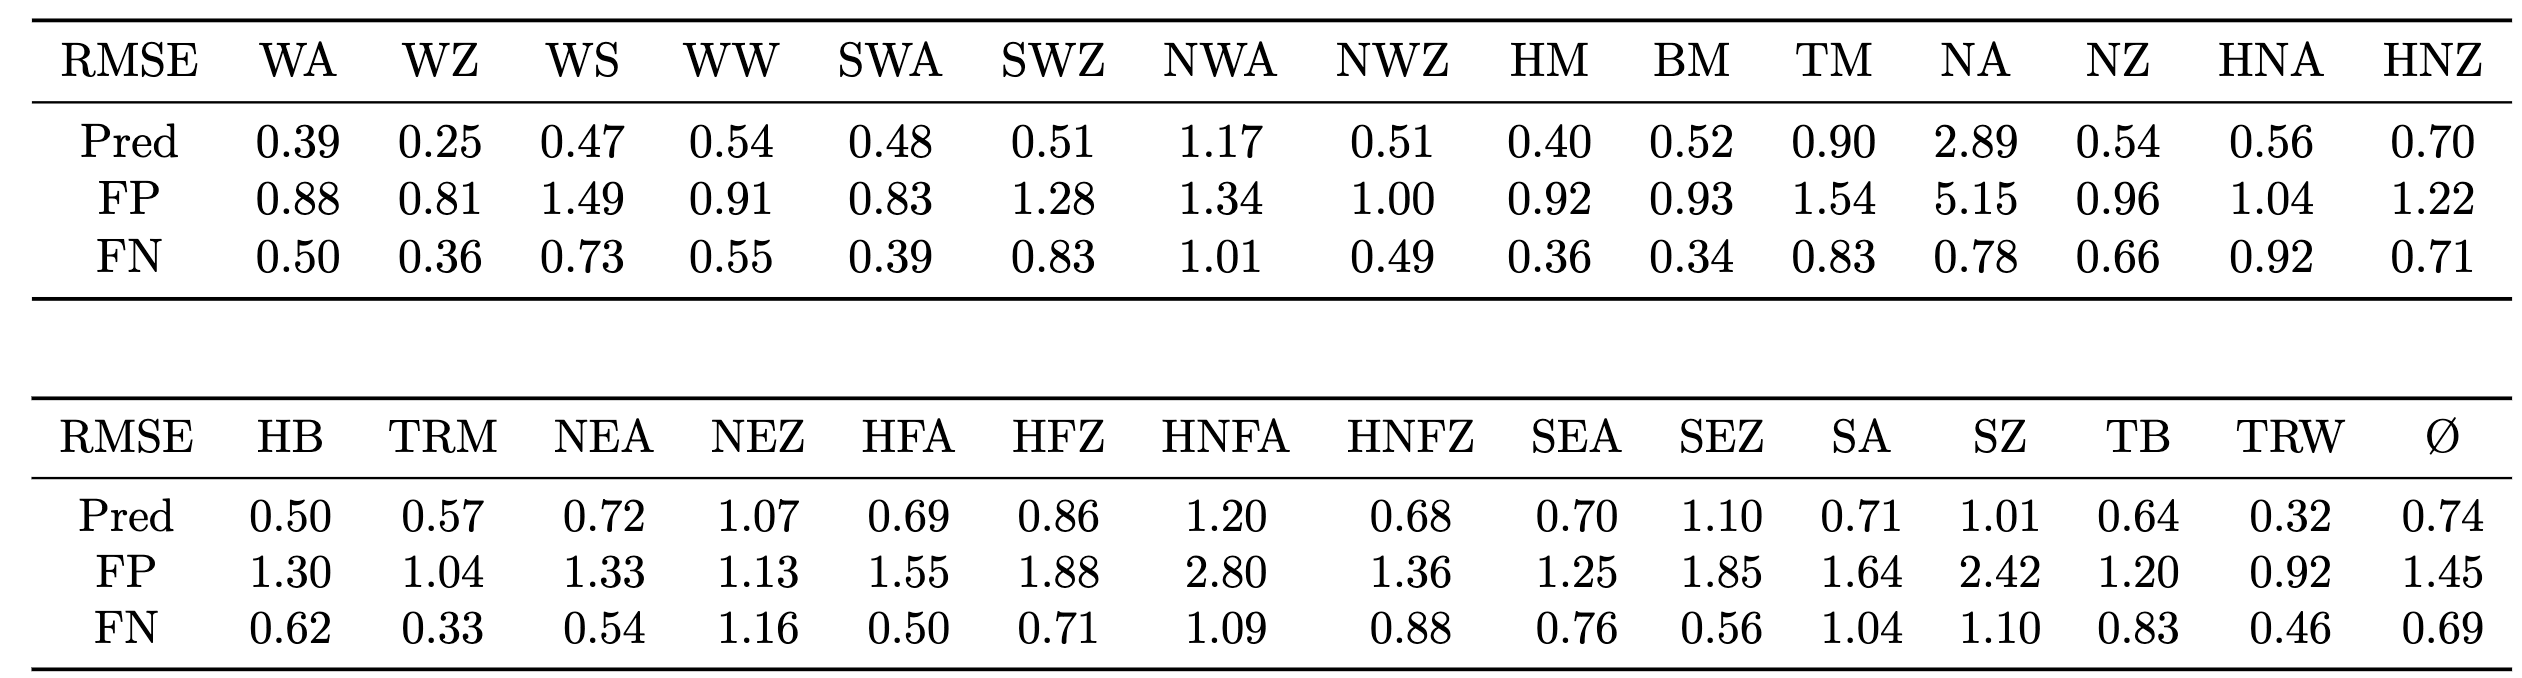 RMSE WA WZ WS WW SWA SWZ NWA NWZ HM BM TM NA NZ HNA HNZ
Pred 0.39 0.25 0.47 0.54 0.48 0.51 1.17 0.51 0.40 0.52 0.90 2.89 0.54 0.56 0.70
FP 0.88 0.81 1.49 0.91 0.83 1.28 1.34 1.00 0.92 0.93 1.54 5.15 0.96 1.04 1.22
FN 0.50 0.36 0.73 0.55 0.39 0.83 1.01 0.49 0.36 0.34 0.83 0.78 0.66 0.92 0.71
RMSE HB TRM NEA NEZ HFA HFZ HNFA HNFZ SEA SEZ SA SZ TB TRW Ø
Pred 0.50 0.57 0.72 1.07 0.69 0.86 1.20 0.68 0.70 1.10 0.71 1.01 0.64 0.32 0.74
FP 1.30 1.04 1.33 1.13 1.55 1.88 2.80 1.36 1.25 1.85 1.64 2.42 1.20 0.92 1.45
FN 0.62 0.33 0.54 1.16 0.50 0.71 1.09 0.88 0.76 0.56 1.04 1.10 0.83 0.46 0.69